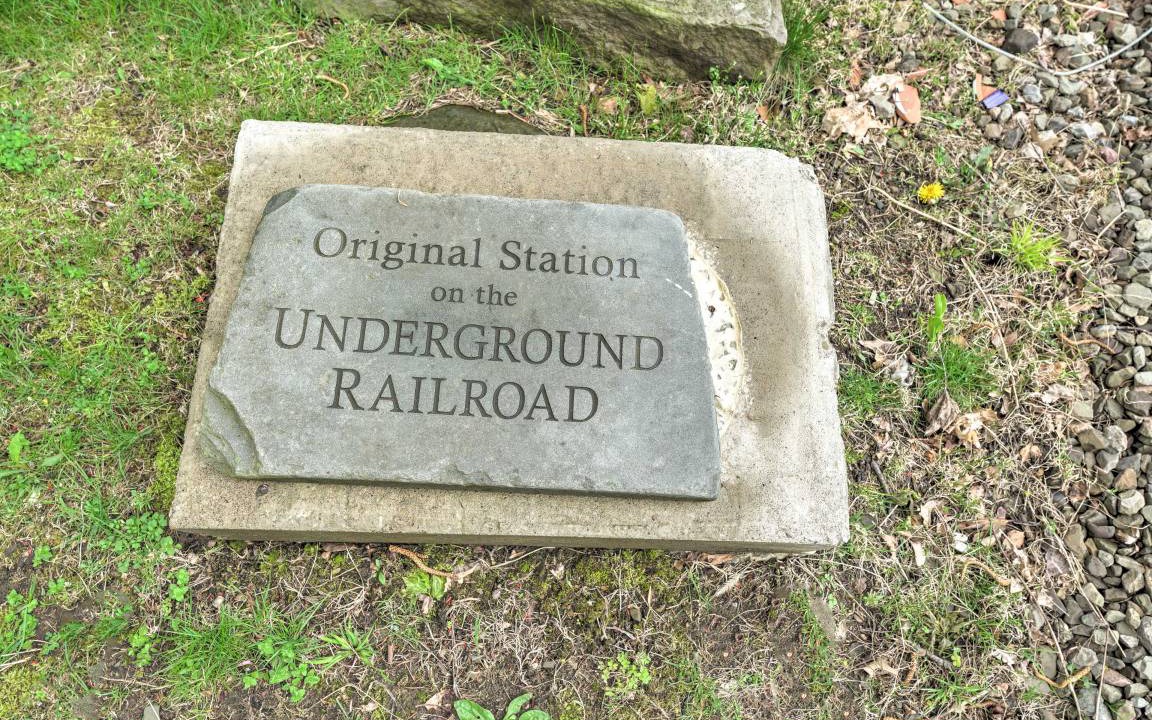 Original Station
on the
UNDERGROUND
RAILROAD